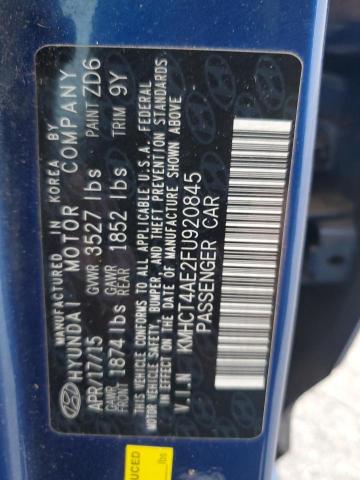 MANUFACTURED IN KOREA BY
HYUNDAI MOTOR COMPANY
APR/17/15 GVWR 3527 lbs PAINT ZD6
GAWR FRONT 1874 lbs GAWR REAR 1852 lbs TRIM 9Y
THIS VEHICLE CONFORMS TO ALL APPLICABLE U.S.A. FEDERAL
MOTOR VEHICLE SAFETY, BUMPER, AND THEFT PREVENTION STANDARDS
IN EFFECT ON THE DATE OF MANUFACTURE SHOWN ABOVE.
V.I.N KMHCT4AE2FU920845
PASSENGER CAR
UCED
lbs